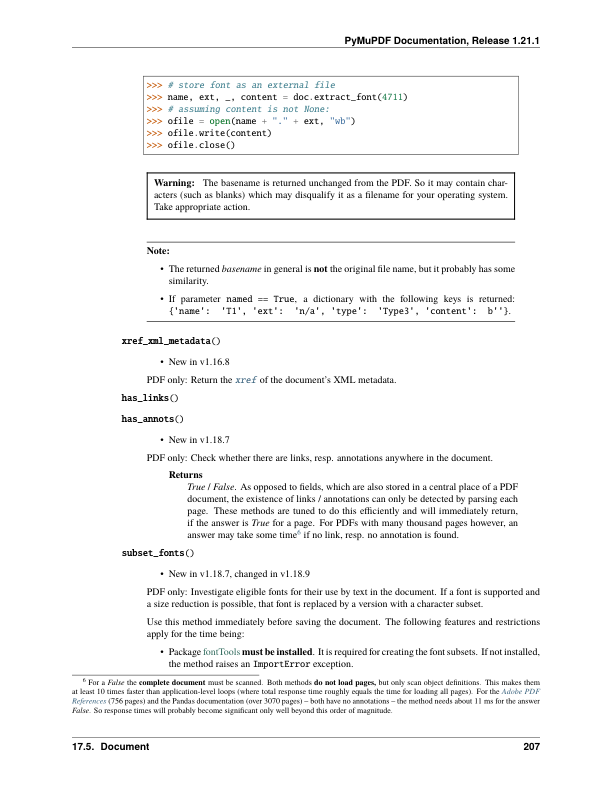 PyMuPDF Documentation, Release 1.21.1
>>> # store font as an external file
>>> name, ext, _, content = doc.extract_font(4711)
>>> # assuming content is not None:
>>> ofile = open(name + "." + ext, "wb")
>>> ofile.write(content)
>>> ofile.close()
Warning: The basename is returned unchanged from the PDF. So it may contain char-
acters (such as blanks) which may disqualify it as a filename for your operating system.
Take appropriate action.
Note:
• The returned basename in general is not the original file name, but it probably has some
similarity.
• If parameter named == True, a dictionary with the following keys is returned:
{'name': 'T1', 'ext': 'n/a', 'type': 'Type3', 'content': b''}.
xref_xml_metadata()
• New in v1.16.8
PDF only: Return the xref of the document's XML metadata.
has_links()
has_annots()
• New in v1.18.7
PDF only: Check whether there are links, resp. annotations anywhere in the document.
Returns
True / False. As opposed to fields, which are also stored in a central place of a PDF
document, the existence of links / annotations can only be detected by parsing each
page. These methods are tuned to do this efficiently and will immediately return,
if the answer is True for a page. For PDFs with many thousand pages however, an
answer may take some time6 if no link, resp. no annotation is found.
subset_fonts()
• New in v1.18.7, changed in v1.18.9
PDF only: Investigate eligible fonts for their use by text in the document. If a font is supported and
a size reduction is possible, that font is replaced by a version with a character subset.
Use this method immediately before saving the document. The following features and restrictions
apply for the time being:
• Package fontTools must be installed. It is required for creating the font subsets. If not installed,
the method raises an ImportError exception.
6 For a False the complete document must be scanned. Both methods do not load pages, but only scan object definitions. This makes them
at least 10 times faster than application-level loops (where total response time roughly equals the time for loading all pages). For the Adobe PDF
References (756 pages) and the Pandas documentation (over 3070 pages) – both have no annotations – the method needs about 11 ms for the answer
False. So response times will probably become significant only well beyond this order of magnitude.
17.5. Document 207